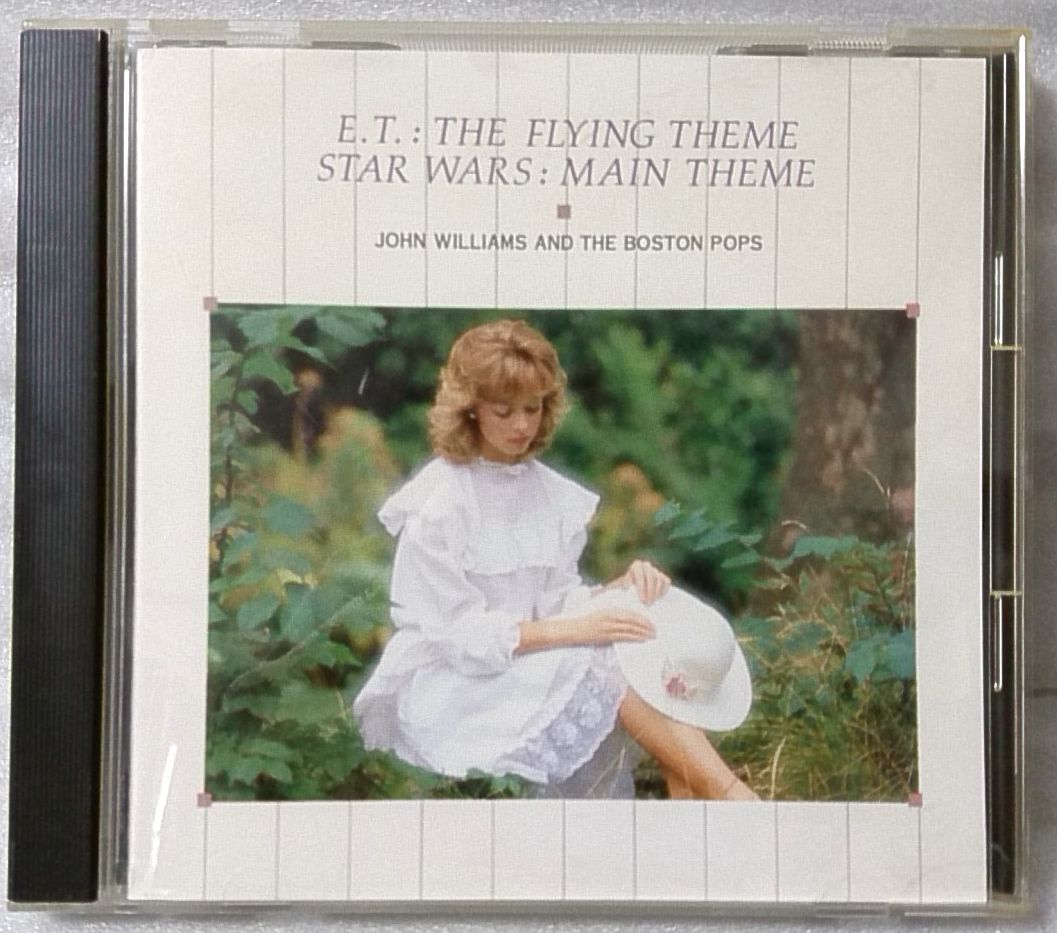 E.T.: THE FLYING THEME
STAR WARS: MAIN THEME
JOHN WILLIAMS AND THE BOSTON POPS